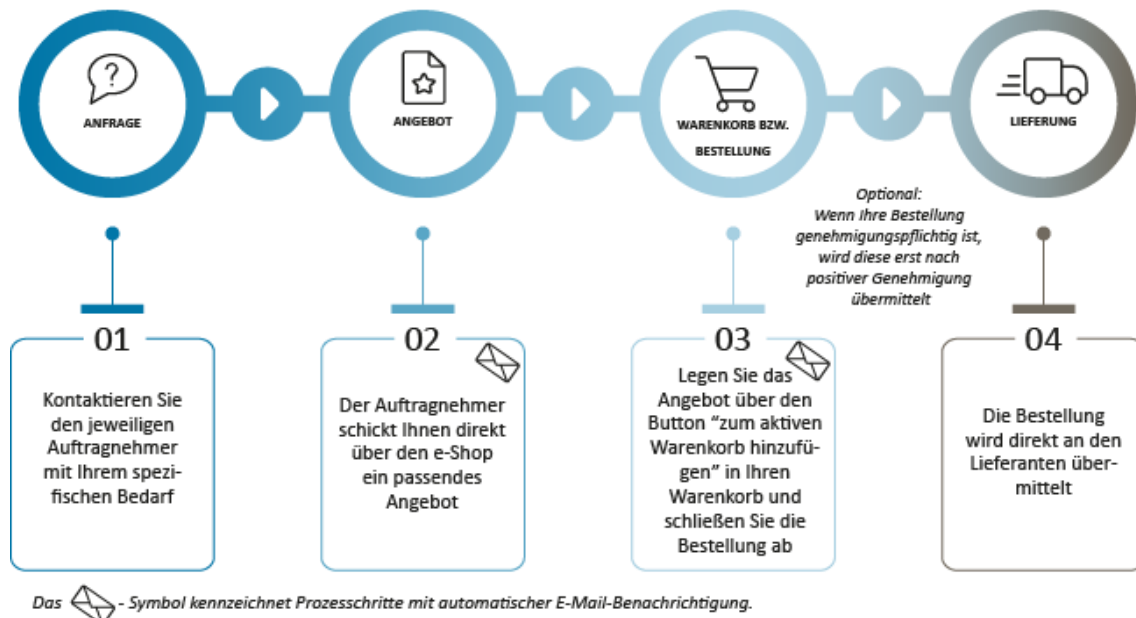 ?
ANFRAGE
ANGEBOT
WARENKORB BZW.
BESTELLUNG
LIEFERUNG
Optional:
Wenn Ihre Bestellung
genehmigungspflichtig ist,
wird diese erst nach
positiver Genehmigung
übermittelt
01
Kontaktieren Sie
den jeweiligen
Auftragnehmer
mit Ihrem spezi-
fischen Bedarf
02
Der Auftragnehmer
schickt Ihnen direkt
über den e-Shop
ein passendes
Angebot
03
Legen Sie das
Angebot über den
Button "zum aktiven
Warenkorb hinzufü-
gen" in Ihren
Warenkorb und
schließen Sie die
Bestellung ab
04
Die Bestellung
wird direkt an den
Lieferanten über-
mittelt
Das - Symbol kennzeichnet Prozesschritte mit automatischer E-Mail-Benachrichtigung.